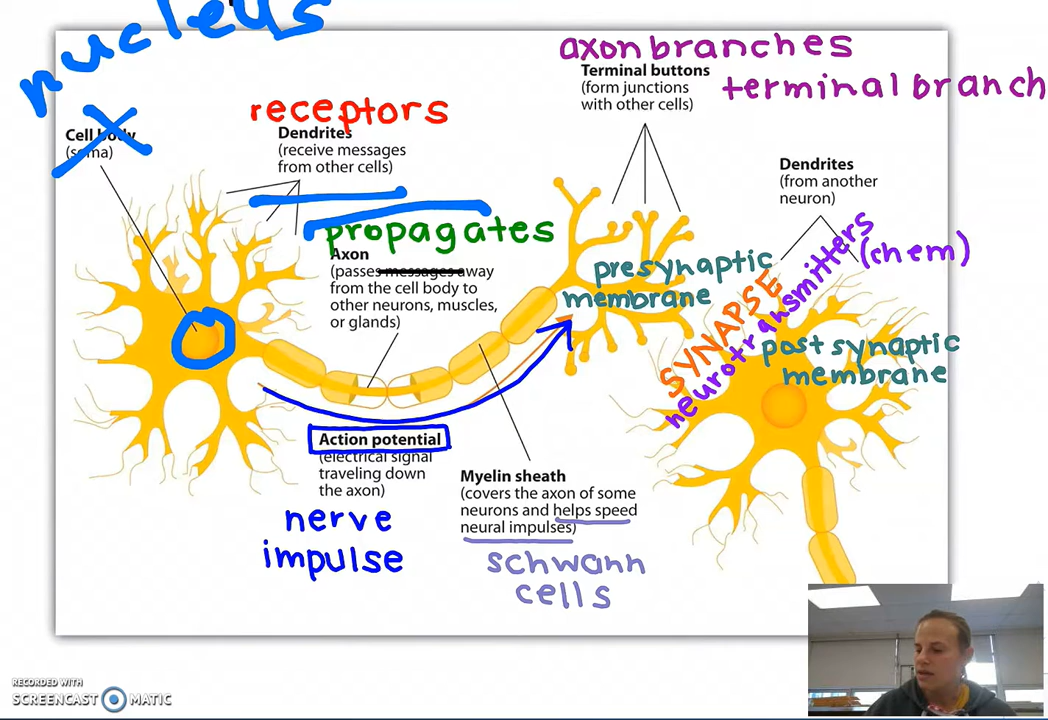 nucleus
axon branches
Terminal buttons
(form junctions
with other cells)
terminal branch
receptors
Cell body
(soma)
Dendrites
(receive messages
from other cells)
Dendrites
(from another
neuron)
propagates
Axon
(passes messages away
from the cell body to
other neurons, muscles,
or glands)
presynaptic
membrane
SYNAPSE
neurotransmitters
(chem)
post synaptic
membrane
Action potential
(electrical signal
traveling down
the axon)
nerve
impulse
Myelin sheath
(covers the axon of some
neurons and helps speed
neural impulses)
schwann
cells
RECORDED WITH
SCREENCAST MATIC